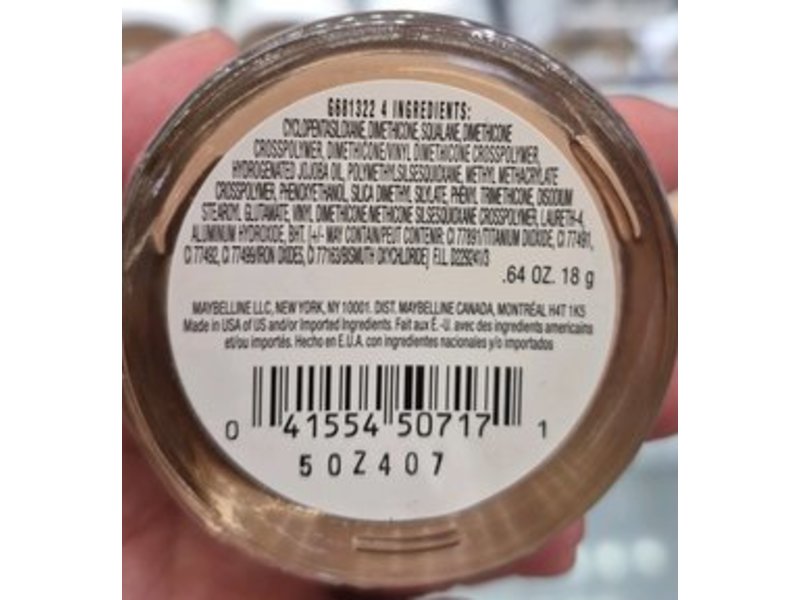 G681322 4 INGREDIENTS:
CYCLOPENTASILOXANE, DIMETHICONE, SQUALANE, DIMETHICONE
CROSSPOLYMER, DIMETHICONE/VINYL DIMETHICONE CROSSPOLYMER,
HYDROGENATED JOJOBA OIL, POLYMETHYLSILSESQUIOXANE, METHYL METHACRYLATE
CROSSPOLYMER, PHENOXYETHANOL, SILICA DIMETHYL SILYLATE, PHENYL TRIMETHICONE, DISODIUM
STEAROYL GLUTAMATE, VINYL DIMETHICONE/METHICONE SILSESQUIOXANE CROSSPOLYMER, LAURETH-4,
ALUMINUM HYDROXIDE, BHT. [+/- MAY CONTAIN/PEUT CONTENIR: CI 77891/TITANIUM DIOXIDE, CI 77491,
CI 77492, CI 77499/IRON OXIDES, CI 77163/BISMUTH OXYCHLORIDE] F.I.L. D229241/3
.64 OZ. 18 g
MAYBELLINE LLC, NEW YORK, NY 10001. DIST. MAYBELLINE CANADA, MONTRÉAL H4T 1K5
Made in USA of US and/or Imported Ingredients. Fait aux É.-U. avec des ingredients americains
et/ou importés. Hecho en E.U.A. con ingredientes nacionales y/o importados
0 41554 50717 1
50Z407